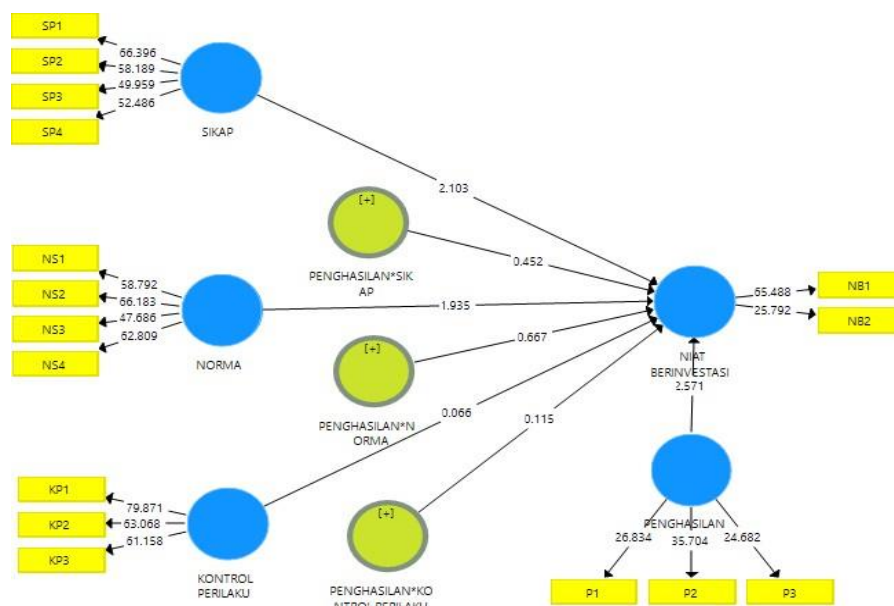 SP1
66.396
SP2
58.189
SP3
49.959
SP4
52.486
SIKAP
2.103
[+]
PENGHASILAN*SIK
AP
0.452
NS1
58.792
NS2
66.183
NS3
47.686
NS4
62.809
NORMA
1.935
[+]
PENGHASILAN*N
ORMA
0.667
NIAT
BERINVESTASI
65.488
NB1
25.792
NB2
2.571
0.066
0.115
KP1
79.871
KP2
63.068
KP3
61.158
KONTROL
PERILAKU
[+]
PENGHASILAN*KO
NTROL PERILAKU
PENGHASILAN
26.834
35.704
24.682
P1
P2
P3